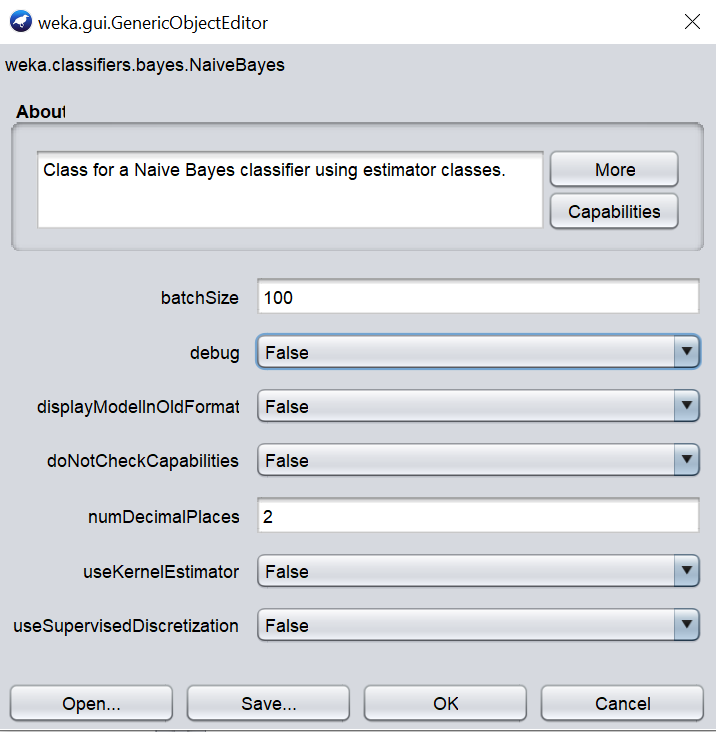 weka.gui.GenericObjectEditor
weka.classifiers.bayes.NaiveBayes
About
Class for a Naive Bayes classifier using estimator classes.
More
Capabilities
batchSize 100
debug False
displayModelInOldFormat False
doNotCheckCapabilities False
numDecimalPlaces 2
useKernelEstimator False
useSupervisedDiscretization False
Open... Save... OK Cancel